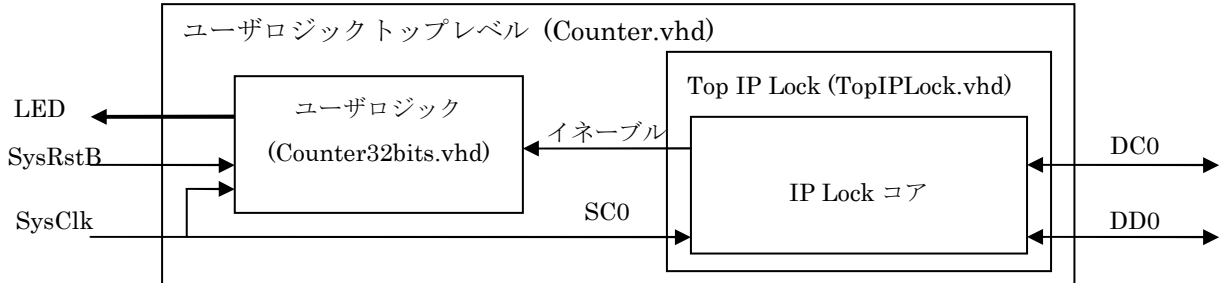 ユーザロジックトップレベル (Counter.vhd)
Top IP Lock (TopIPLock.vhd)
LED
ユーザロジック
(Counter32bits.vhd)
イネーブル
SysRstB
DC0
IP Lock コア
SysClk
SC0
DD0